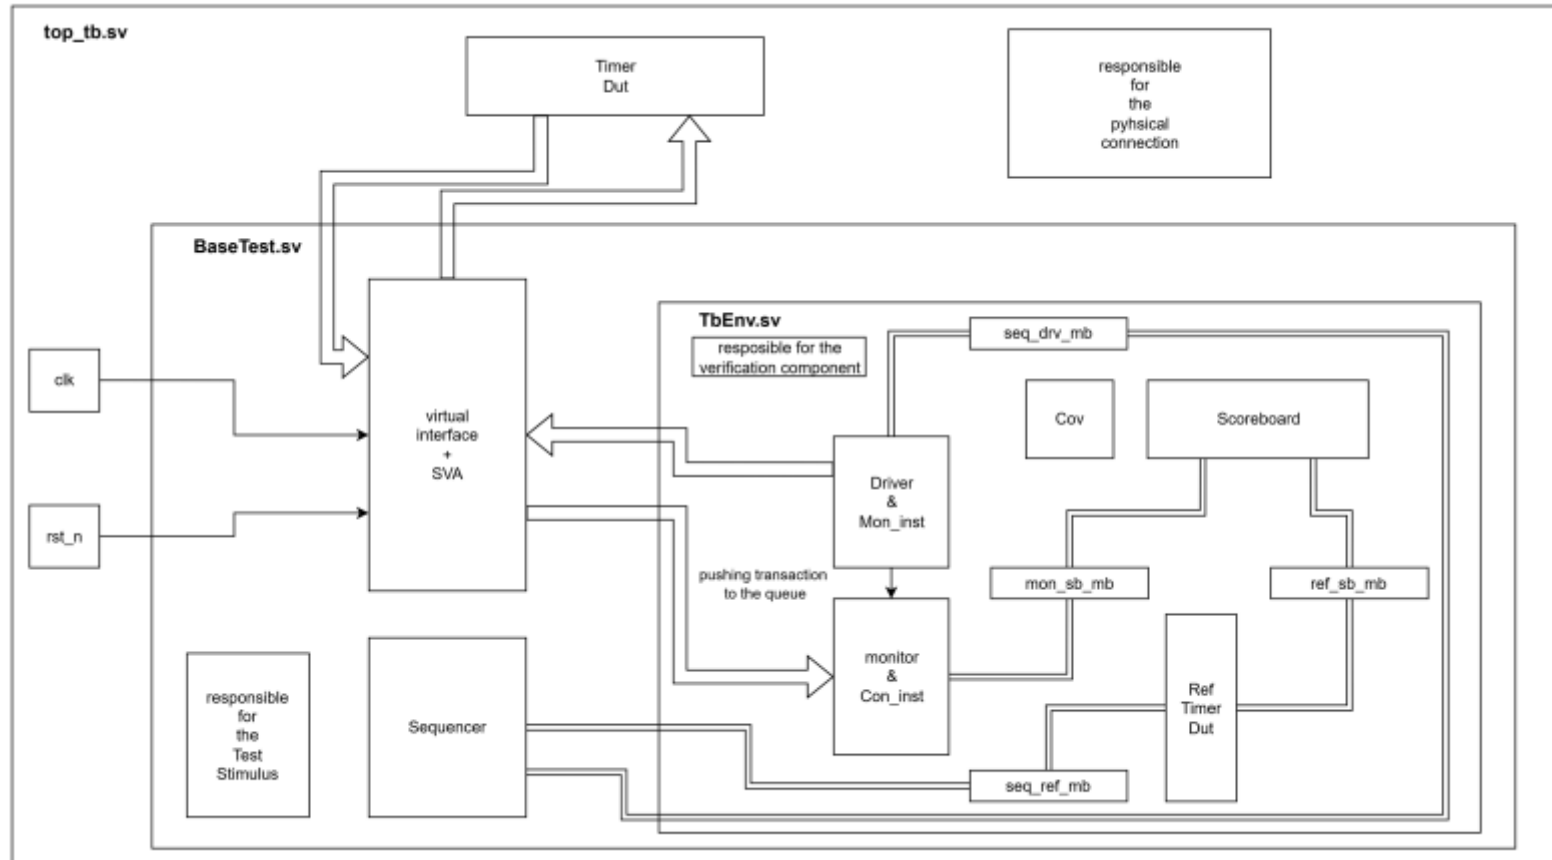 top_tb.sv
Timer
Dut
responsible
for
the
pyhsical
connection
BaseTest.sv
clk
rst_n
virtual
interface
+
SVA
TbEnv.sv
resposible for the
verification component
seq_drv_mb
Cov
Scoreboard
Driver
&
Mon_inst
pushing transaction
to the queue
mon_sb_mb
ref_sb_mb
monitor
&
Con_inst
Ref
Timer
Dut
seq_ref_mb
responsible
for
the
Test
Stimulus
Sequencer